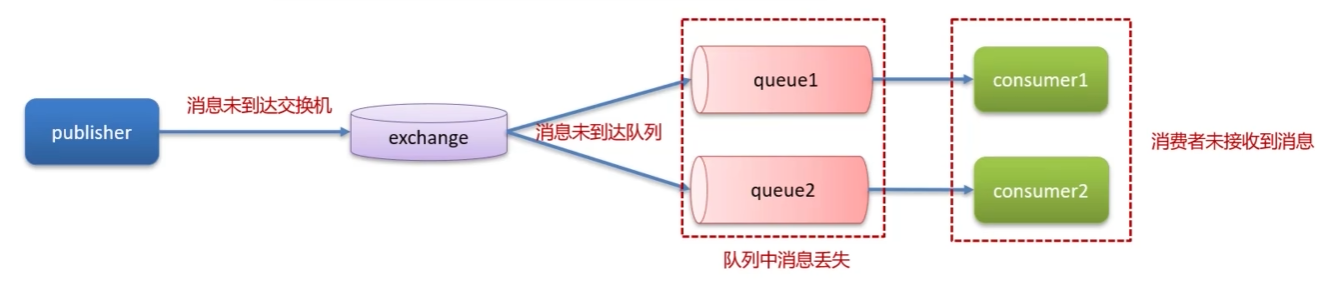 publisher
消息未到达交换机
exchange
消息未到达队列
queue1
queue2
队列中消息丢失
consumer1
consumer2
消费者未接收到消息